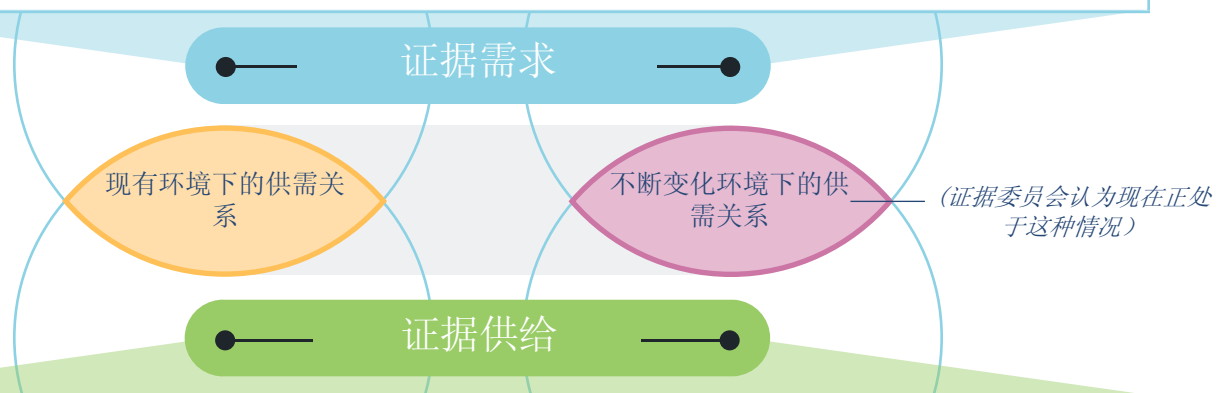 证据需求
现有环境下的供需关
系
不断变化环境下的供
需关系
(证据委员会认为现在正处
于这种情况）
证据供给